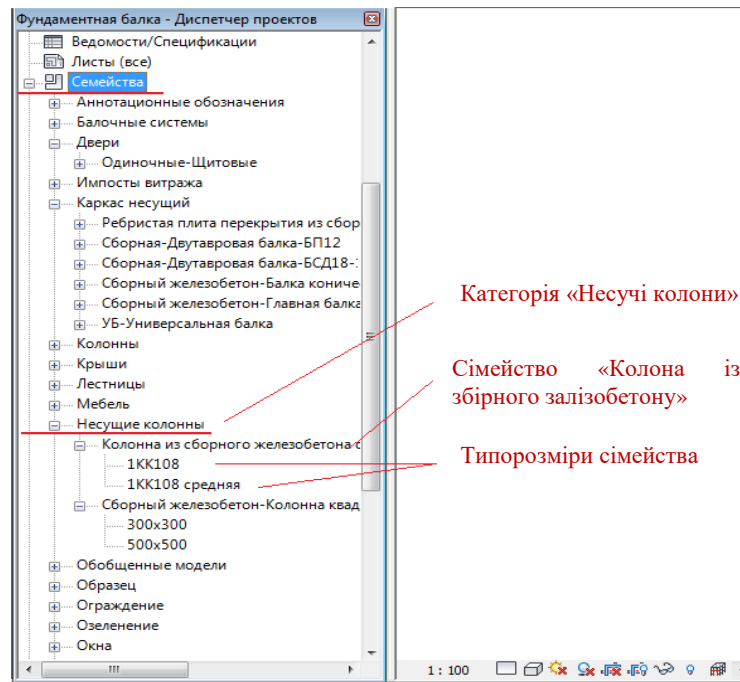 Фундаментная балка - Диспетчер проектов
Ведомости/Спецификации
Листы (все)
Семейства
Аннотационные обозначения
Балочные системы
Двери
Одиночные-Щитовые
Импосты витража
Каркас несущий
Ребристая плита перекрытия из сбор
Сборная-Двутавровая балка-БП12
Сборная-Двутавровая балка-БСД18-
Сборный железобетон-Балка кониче
Сборный железобетон-Главная балка
УБ-Универсальная балка
Колонны
Крыши
Лестницы
Мебель
Несущие колонны
Колонна из сборного железобетона с
1КК108
1КК108 средняя
Сборный железобетон-Колонна квад
300x300
500x500
Обобщенные модели
Образец
Ограждение
Озеленение
Окна
Категорія «Несучі колони»
Сімейство «Колона із
збірного залізобетону»
Типорозміри сімейства
1 : 100